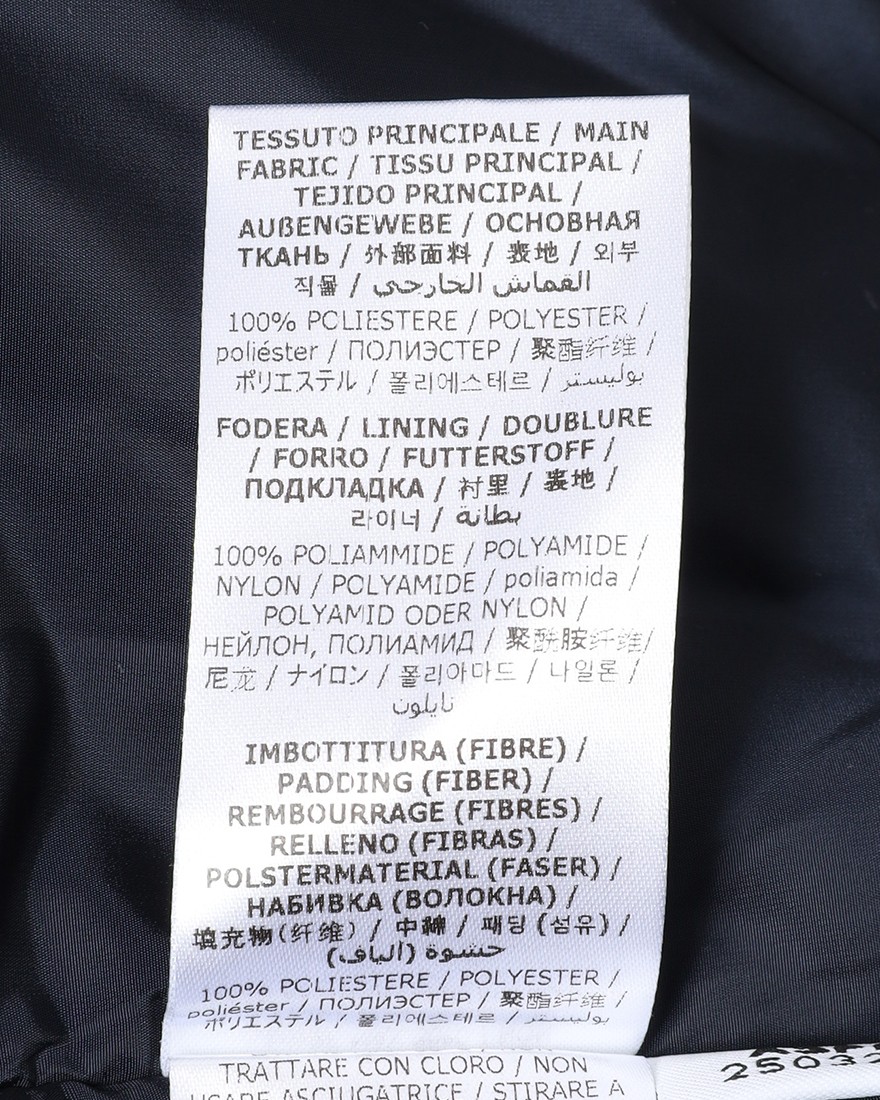 TESSUTO PRINCIPALE / MAIN
FABRIC / TISSU PRINCIPAL /
TEJIDO PRINCIPAL /
AUßENGEWEBE / ОСНОВНАЯ
ТКАНЬ / 外部面料 / 表地 / 외부
직물 / القماش الخارجي
100% POLIESTERE / POLYESTER /
poliéster / ПОЛИЭСТЕР / 聚酯纤维 /
ポリエステル / 폴리에스테르 / بوليستر
FODERA / LINING / DOUBLURE
/ FORRO / FUTTERSTOFF /
ПОДКЛАДКА / 衬里 / 裏地 /
라이너 / بطانة
100% POLIAMMIDE / POLYAMIDE /
NYLON / POLYAMIDE / poliamida /
POLYAMID ODER NYLON /
НЕЙЛОН, ПОЛИАМИД / 聚酰胺纤维/
尼龙 / ナイロン / 폴리아마드 / 나일론 /
نايلون
IMBOTTITURA (FIBRE) /
PADDING (FIBER) /
REMBOURRAGE (FIBRES) /
RELLENO (FIBRAS) /
POLSTERMATERIAL (FASER) /
НАБИВКА (ВОЛОКНА) /
填充物(纤维) / 中綿 / 패딩 (섬유) /
حشوة (ألياف)
100% POLIESTERE / POLYESTER /
poliéster / ПОЛИЭСТЕР / 聚酯纤维 /
ポリエステル / 폴리에스테르 / بوليستر
TRATTARE CON CLORO / NON
USARE ASCIUGATRICE / STIRARE A